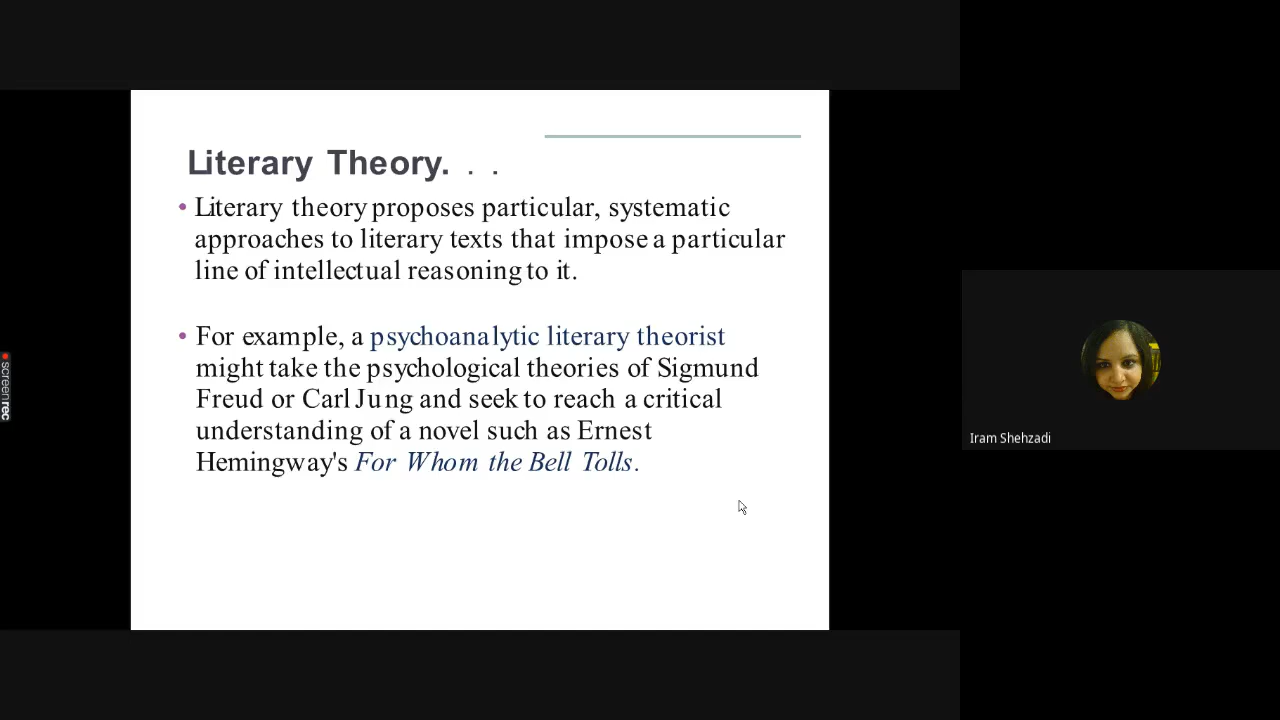 Literary Theory. . .
• Literary theory proposes particular, systematic
approaches to literary texts that impose a particular
line of intellectual reasoning to it.
• For example, a psychoanalytic literary theorist
might take the psychological theories of Sigmund
Freud or Carl Jung and seek to reach a critical
understanding of a novel such as Ernest
Hemingway's For Whom the Bell Tolls.
Iram Shehzadi
screenrec